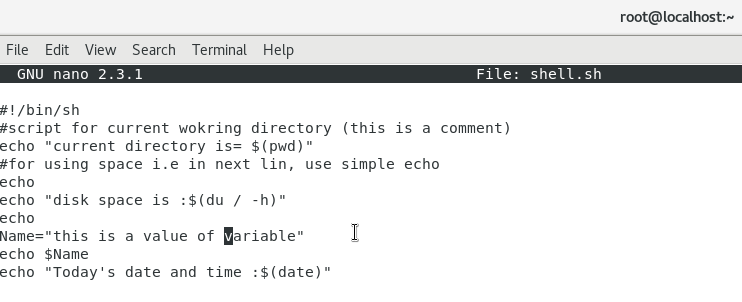 root@localhost:~
File Edit View Search Terminal Help
GNU nano 2.3.1 File: shell.sh
#!/bin/sh
#script for current wokring directory (this is a comment)
echo "current directory is= $(pwd)"
#for using space i.e in next lin, use simple echo
echo
echo "disk space is :$(du / -h)"
echo
Name="this is a value of variable"
echo $Name
echo "Today's date and time :$(date)"